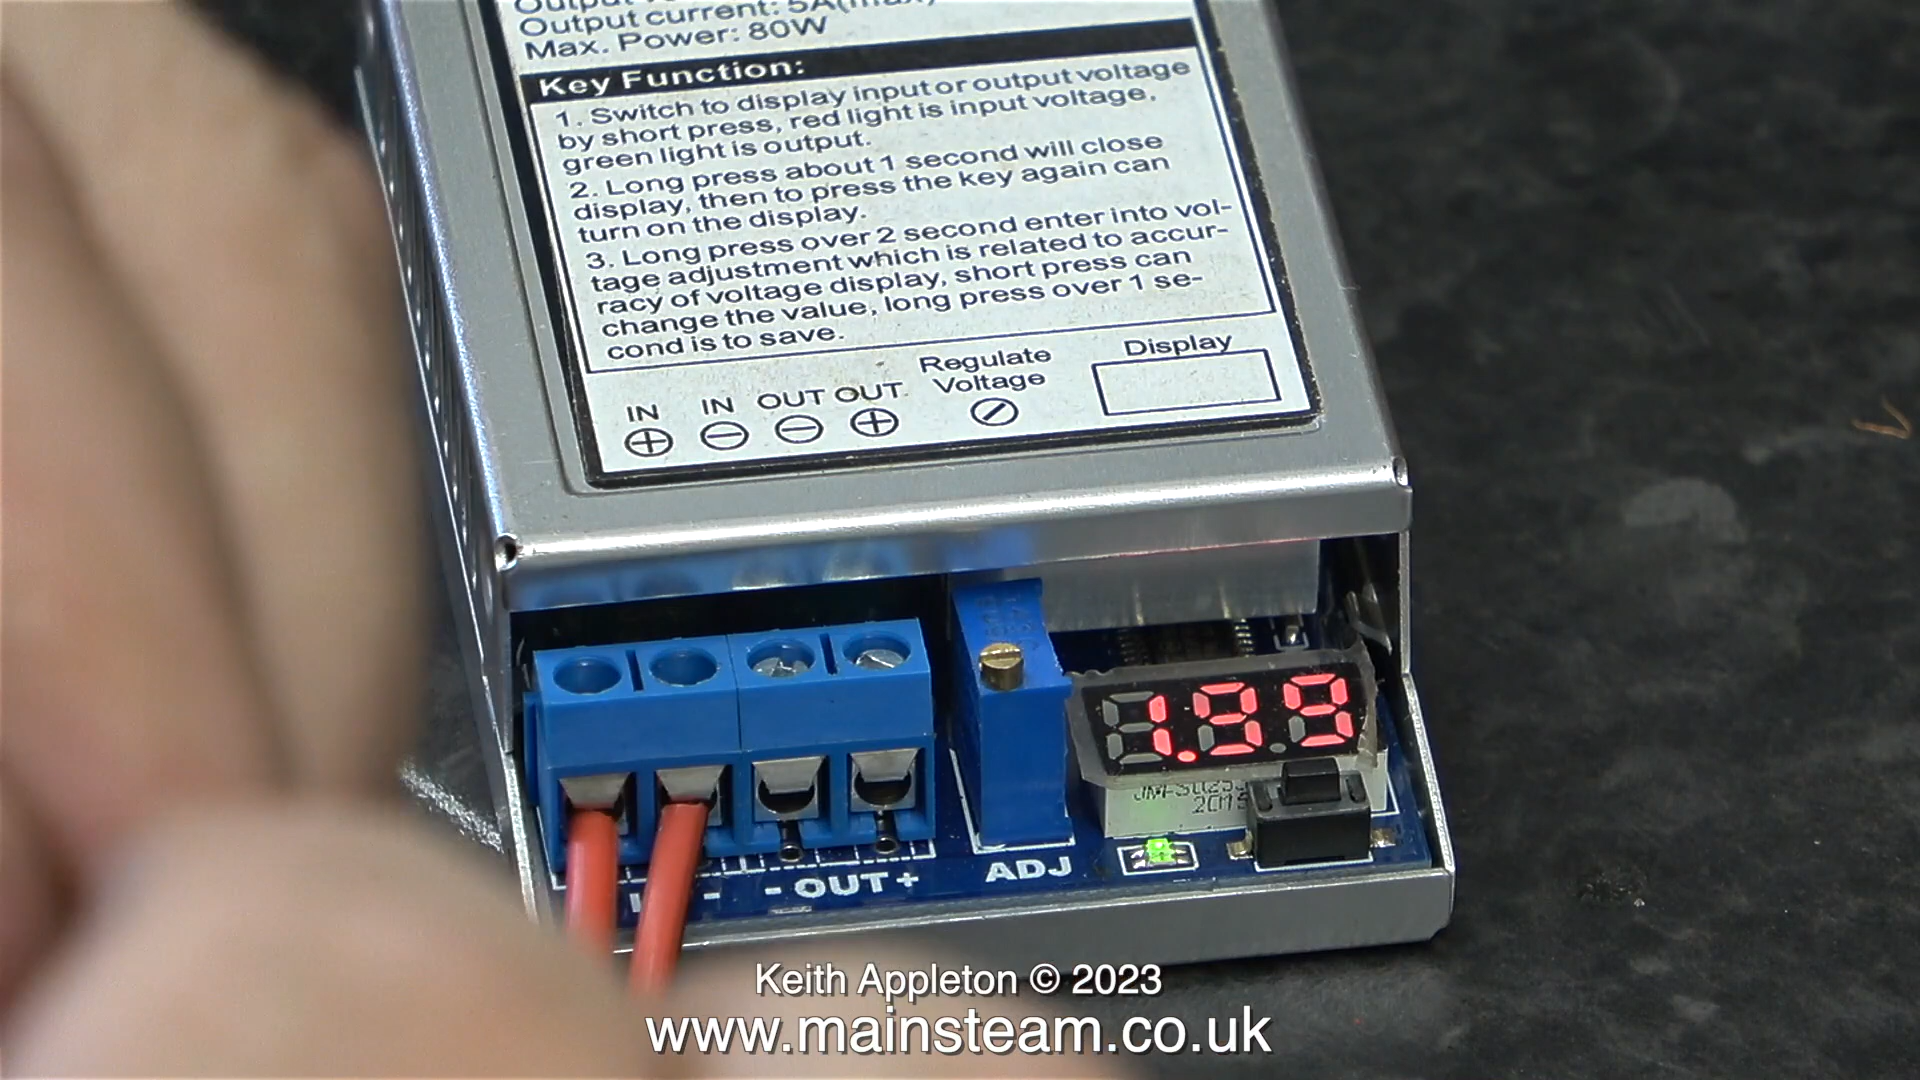 Output current: 5A(max)
Max. Power: 80W
Key Function:
1. Switch to display input or output voltage
by short press, red light is input voltage,
green light is output.
2. Long press about 1 second will close
display, then to press the key again can
turn on the display.
3. Long press over 2 second enter into vol-
tage adjustment which is related to accur-
racy of voltage display, short press can
change the value, long press over 1 se-
cond is to save.
IN IN OUT OUT Regulate Voltage Display
1.99
- - OUT + ADJ
Keith Appleton © 2023
www.mainsteam.co.uk